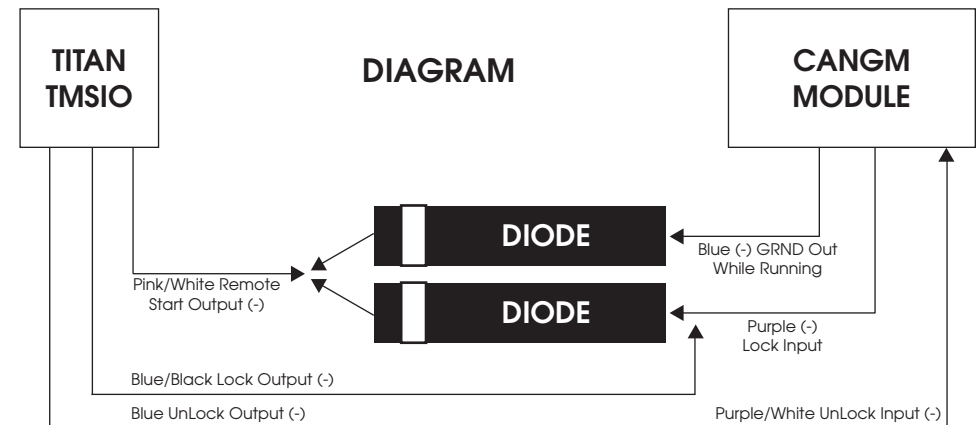 TITAN
TMSIO
DIAGRAM
CANGM
MODULE
DIODE
Blue (-) GRND Out
While Running
Pink/White Remote
Start Output (-)
DIODE
Purple (-)
Lock Input
Blue/Black Lock Output (-)
Blue UnLock Output (-)
Purple/White UnLock Input (-)